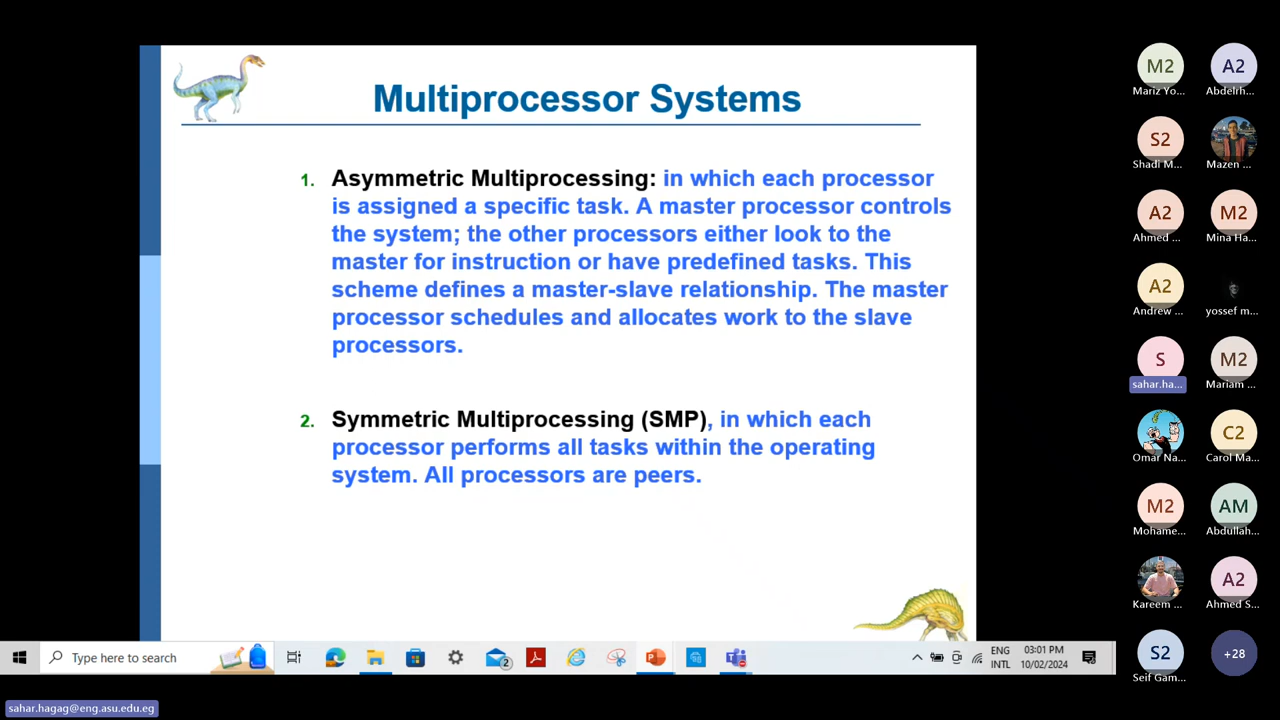 Multiprocessor Systems
1. Asymmetric Multiprocessing: in which each processor
is assigned a specific task. A master processor controls
the system; the other processors either look to the
master for instruction or have predefined tasks. This
scheme defines a master-slave relationship. The master
processor schedules and allocates work to the slave
processors.
2. Symmetric Multiprocessing (SMP), in which each
processor performs all tasks within the operating
system. All processors are peers.
M2 A2
Mariz Yo... Abdelrh...
S2
Shadi M... Mazen ...
A2 M2
Ahmed ... Mina Ha...
A2
Andrew ... yossef m...
S M2
sahar.ha... Mariam ...
C2
Omar Na... Carol Ma...
M2 AM
Mohame... Abdullah...
A2
Kareem ... Ahmed S...
S2 +28
Seif Gam...
Type here to search
2
ENG
INTL
03:01 PM
10/02/2024
sahar.hagag@eng.asu.edu.eg